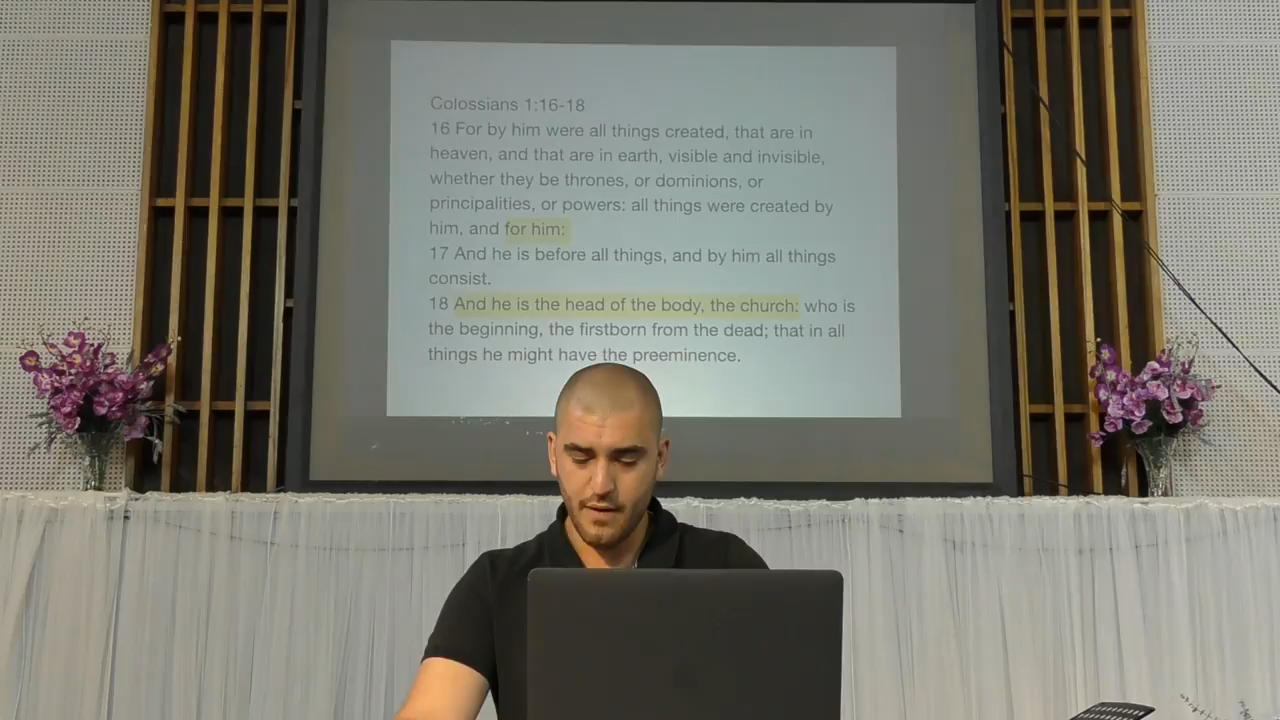 Colossians 1:16-18
16 For by him were all things created, that are in
heaven, and that are in earth, visible and invisible,
whether they be thrones, or dominions, or
principalities, or powers: all things were created by
him, and for him:
17 And he is before all things, and by him all things
consist.
18 And he is the head of the body, the church: who is
the beginning, the firstborn from the dead; that in all
things he might have the preeminence.